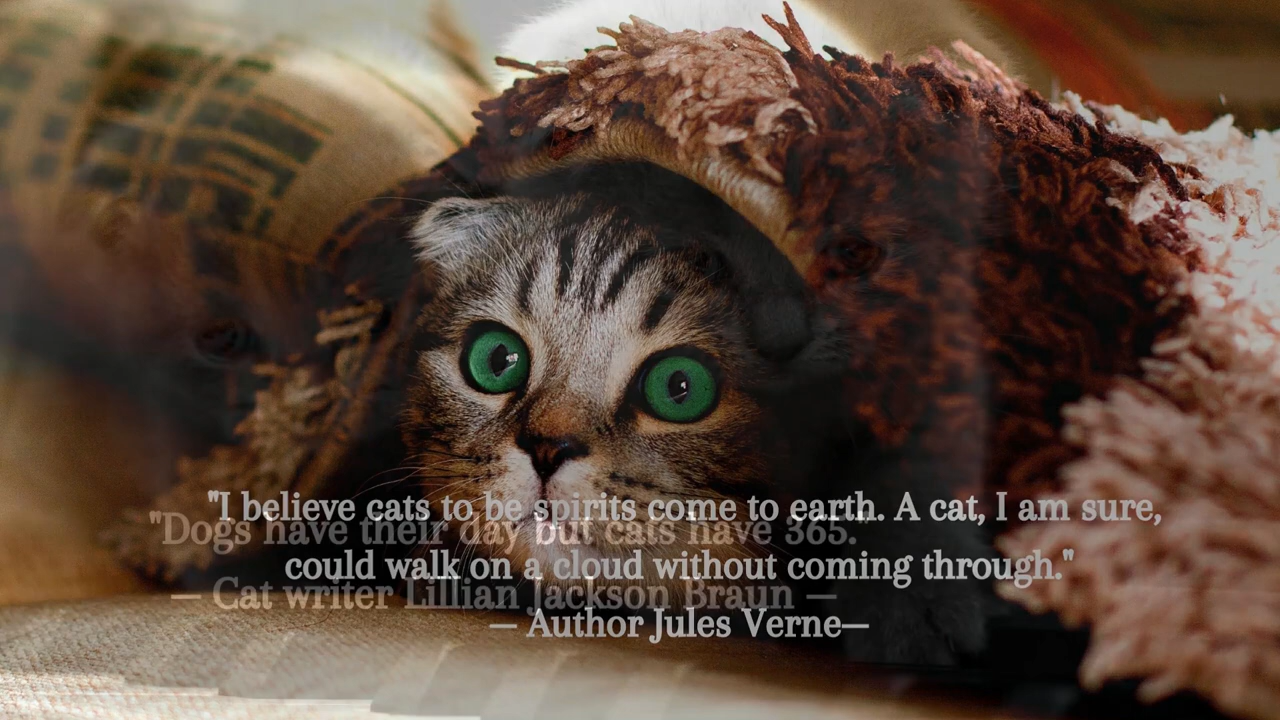 "I believe cats to be spirits come to earth. A cat, I am sure,
could walk on a cloud without coming through."
— Author Jules Verne—
"Dogs have their day but cats have 365.
— Cat writer Lillian Jackson Braun —